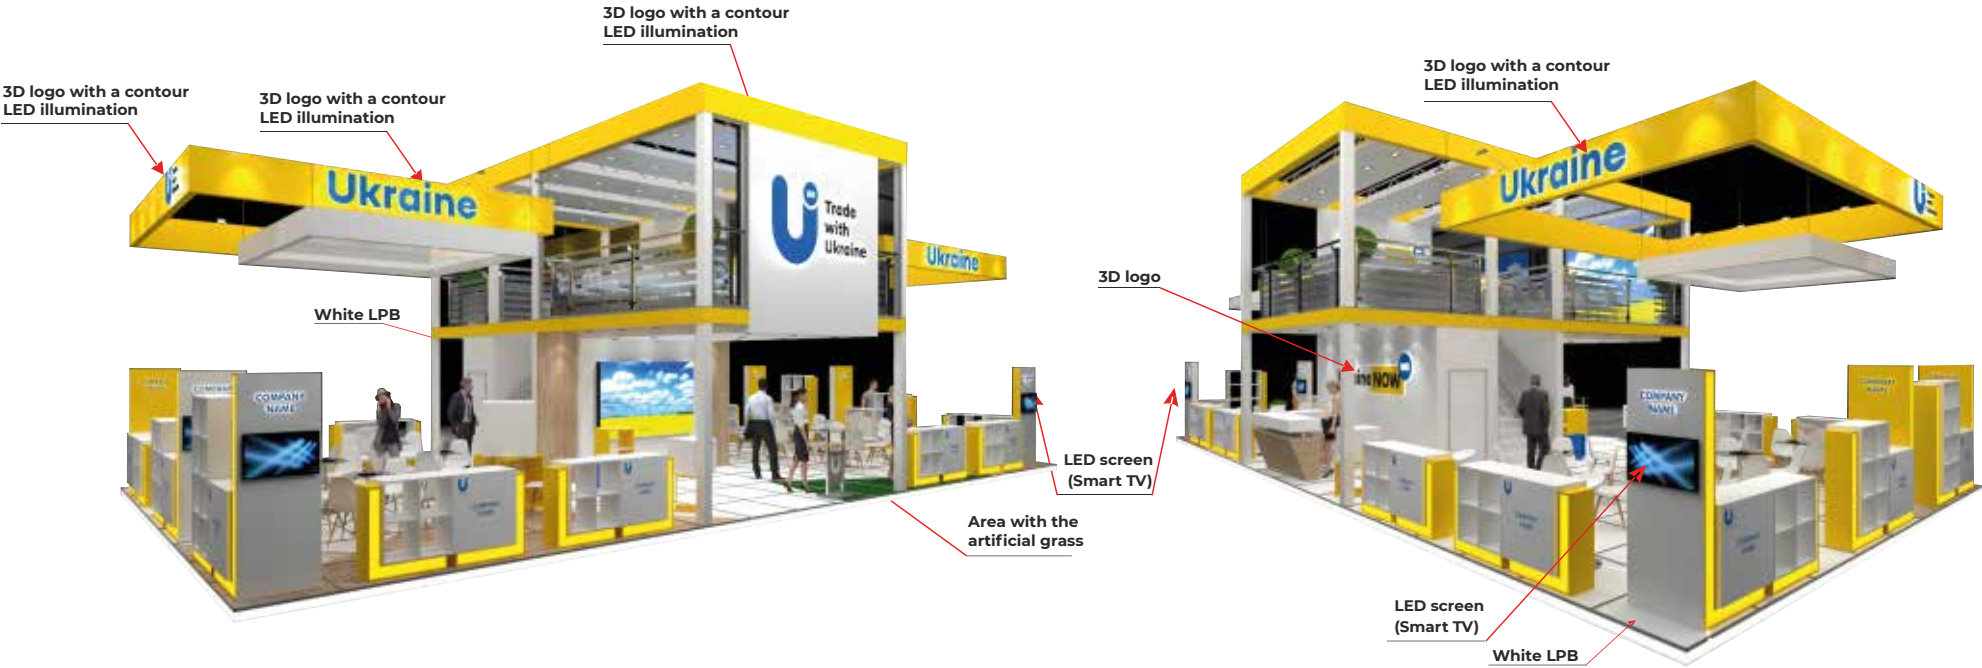 3D logo with a contour
LED illumination
3D logo with a contour
LED illumination
3D logo with a contour
LED illumination
3D logo with a contour
LED illumination
Ukraine
Trade
with
Ukraine
Ukraine
White LPB
COMPANY
NAME
LED screen
(Smart TV)
Area with the
artificial grass
Ukraine
3D logo
NOW
COMPANY
NAME
LED screen
(Smart TV)
White LPB